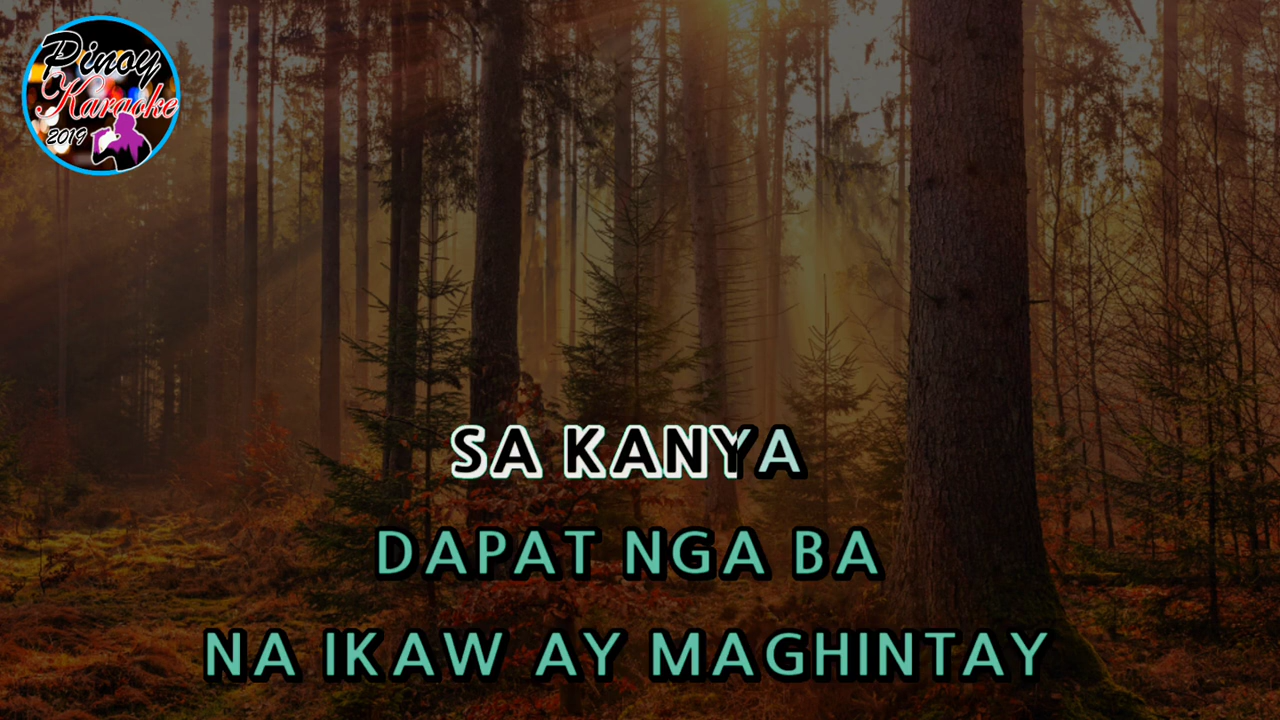 Pinoy
Karaoke
2019
SA KANYA
DAPAT NGA BA
NA IKAW AY MAGHINTAY